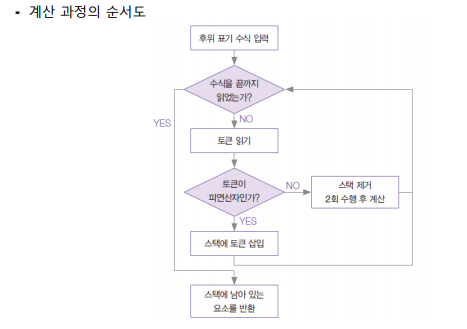 - 계산 과정의 순서도
후위 표기 수식 입력
수식을 끝까지
읽었는가?
YES
NO
토큰 읽기
토큰이
피연산자인가?
NO
스택 제거
2회 수행 후 계산
YES
스택에 토큰 삽입
스택에 남아 있는
요소를 반환